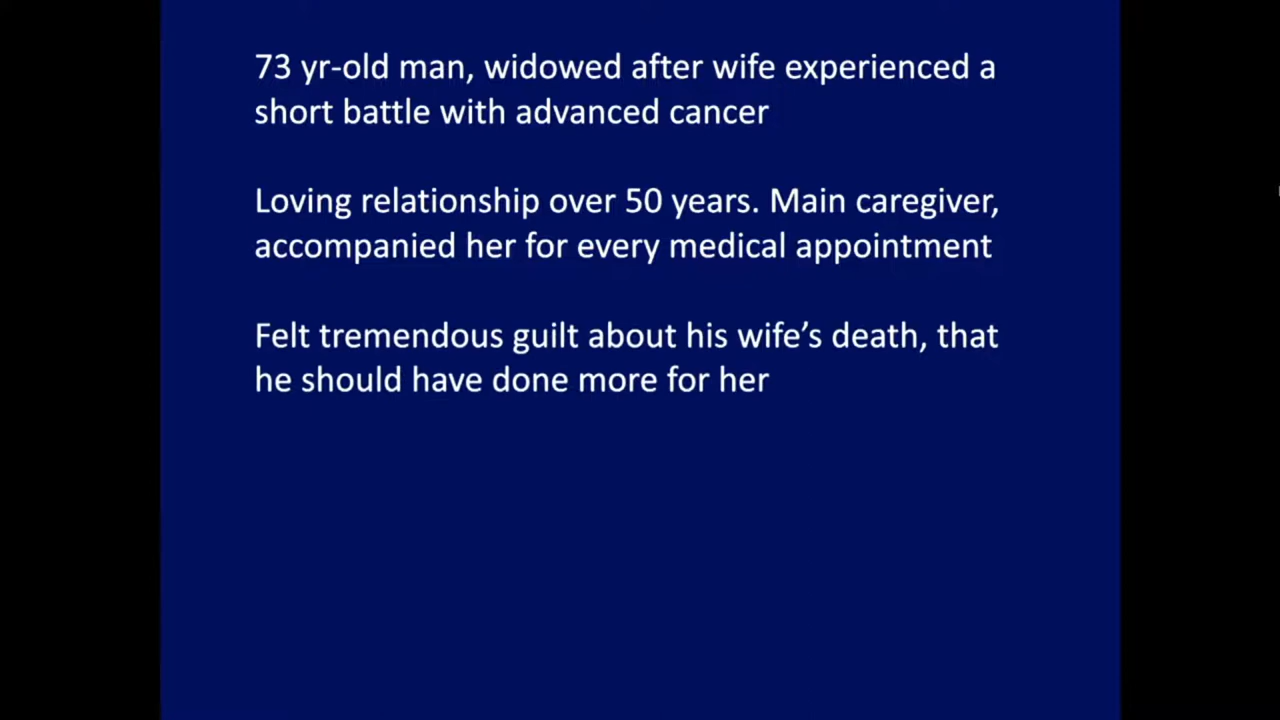 73 yr-old man, widowed after wife experienced a
short battle with advanced cancer
Loving relationship over 50 years. Main caregiver,
accompanied her for every medical appointment
Felt tremendous guilt about his wife’s death, that
he should have done more for her